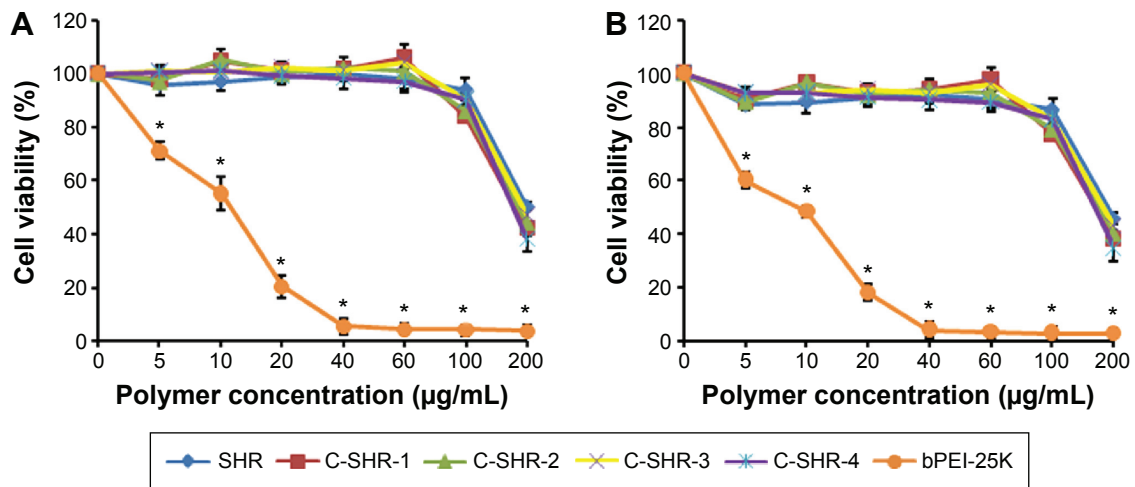 A
Cell viability (%)
120
100
80
60
40
20
0
* * * * * * *
0 5 10 20 40 60 100 200
Polymer concentration (µg/mL)
B
Cell viability (%)
120
100
80
60
40
20
0
* * * * * * *
0 5 10 20 40 60 100 200
Polymer concentration (µg/mL)
SHR C-SHR-1 C-SHR-2 C-SHR-3 C-SHR-4 bPEI-25K